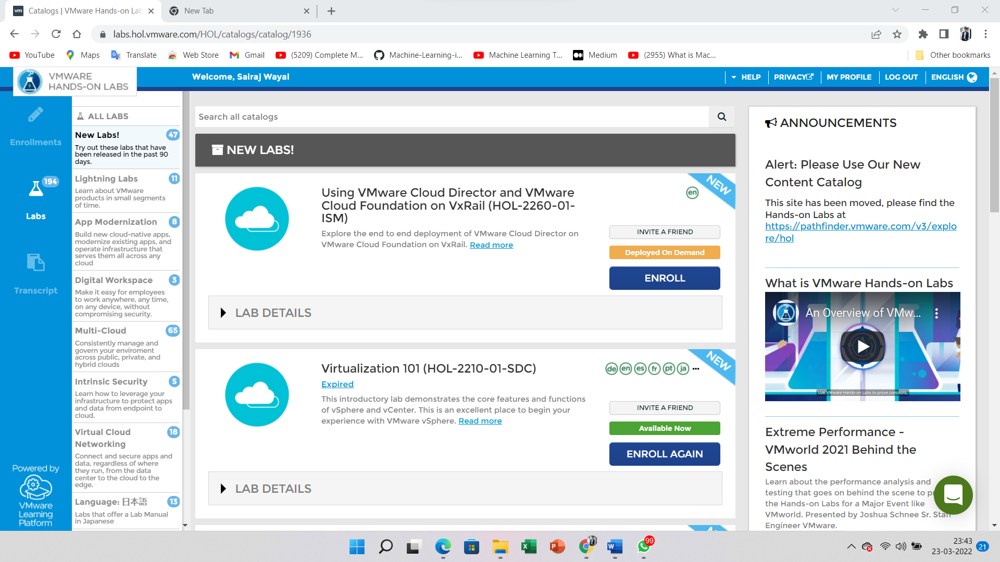 vm Catalogs | VMware Hands-on Lab
New Tab
labs.hol.vmware.com/HOL/catalogs/catalog/1936
YouTube
Maps
Translate
Web Store
Gmail
(5209) Complete M...
Machine-Learning-i...
Machine Learning T...
Medium
(2955) What is Mac...
Other bookmarks
VMWARE
HANDS-ON LABS
Welcome, Sairaj Wayal
HELP
PRIVACY
MY PROFILE
LOG OUT
ENGLISH
Enrollments
194
Labs
Transcript
Powered by
VMware
Learning
Platform
ALL LABS
New Labs! 47
Try out these labs that have
been released in the past 90
days.
Lightning Labs 11
Learn about VMware
products in small segments
of time.
App Modernization 8
Build new cloud-native apps,
modernize existing apps, and
operate infrastructure that
serves them all across any
cloud
Digital Workspace 3
Make it easy for employees
to work anywhere, any time,
on any device, without
compromising security.
Multi-Cloud 65
Consistently manage and
govern your enviroment
across public, private, and
hybrid clouds
Intrinsic Security 5
Learn how to leverage your
infrastructure to protect apps
and data from endpoint to
cloud.
Virtual Cloud 18
Networking
Connect and secure apps and
data, regardless of where
they run, from the data
center to the cloud to the
edge.
Language: 日本語 13
Labs that offer a Lab Manual
in Japanese
Search all catalogs
NEW LABS!
Using VMware Cloud Director and VMware
Cloud Foundation on VxRail (HOL-2260-01-
ISM)
Explore the end to end deployment of VMware Cloud Director on
VMware Cloud Foundation on VxRail. Read more
en
NEW
INVITE A FRIEND
Deployed On Demand
ENROLL
LAB DETAILS
Virtualization 101 (HOL-2210-01-SDC)
Expired
This introductory lab demonstrates the core features and functions
of vSphere and vCenter. This is an excellent place to begin your
experience with VMware vSphere. Read more
de en es fr pt ja ...
NEW
INVITE A FRIEND
Available Now
ENROLL AGAIN
LAB DETAILS
ANNOUNCEMENTS
Alert: Please Use Our New
Content Catalog
This site has been moved, please find the
Hands-on Labs at
https://pathfinder.vmware.com/v3/explo
re/hol
What is VMware Hands-on Labs
An Overview of VMw...
Use VMware Hands-on Labs to prove concepts,
Extreme Performance -
VMworld 2021 Behind the
Scenes
Learn about the performance analysis and
testing that goes on behind the scene to
the Hands-on Labs for a Major Event like
VMworld. Presented by Joshua Schnee Sr. Staff
Engineer VMware.
99
23:43
23-03-2022
21